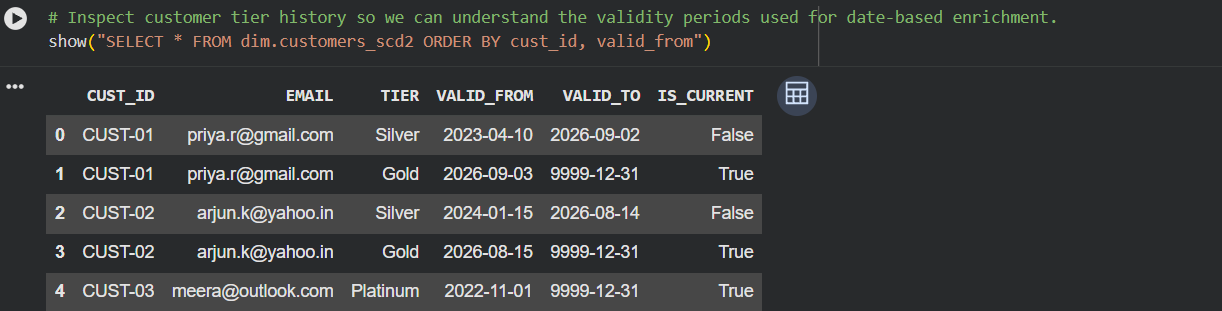 # Inspect customer tier history so we can understand the validity periods used for date-based enrichment.
show("SELECT * FROM dim.customers_scd2 ORDER BY cust_id, valid_from")
CUST_ID EMAIL TIER VALID_FROM VALID_TO IS_CURRENT
0 CUST-01 priya.r@gmail.com Silver 2023-04-10 2026-09-02 False
1 CUST-01 priya.r@gmail.com Gold 2026-09-03 9999-12-31 True
2 CUST-02 arjun.k@yahoo.in Silver 2024-01-15 2026-08-14 False
3 CUST-02 arjun.k@yahoo.in Gold 2026-08-15 9999-12-31 True
4 CUST-03 meera@outlook.com Platinum 2022-11-01 9999-12-31 True